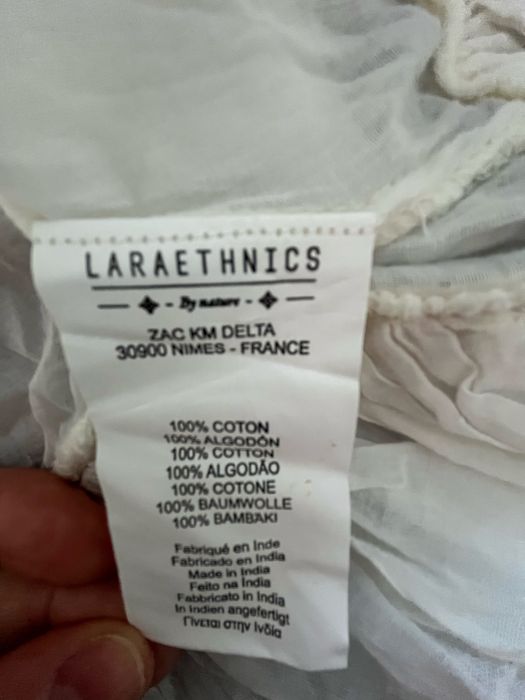 LARAETHNICS
- By nature -
ZAC KM DELTA
30900 NIMES - FRANCE
100% COTON
100% ALGODÓN
100% COTTON
100% ALGODÃO
100% COTONE
100% BAUMWOLLE
100% BAMBAKI
Fabriqué en Inde
Fabricado en India
Made in India
Feito na Índia
Fabbricato in India
In Indien angefertigt
Γίνεται στην Ινδία